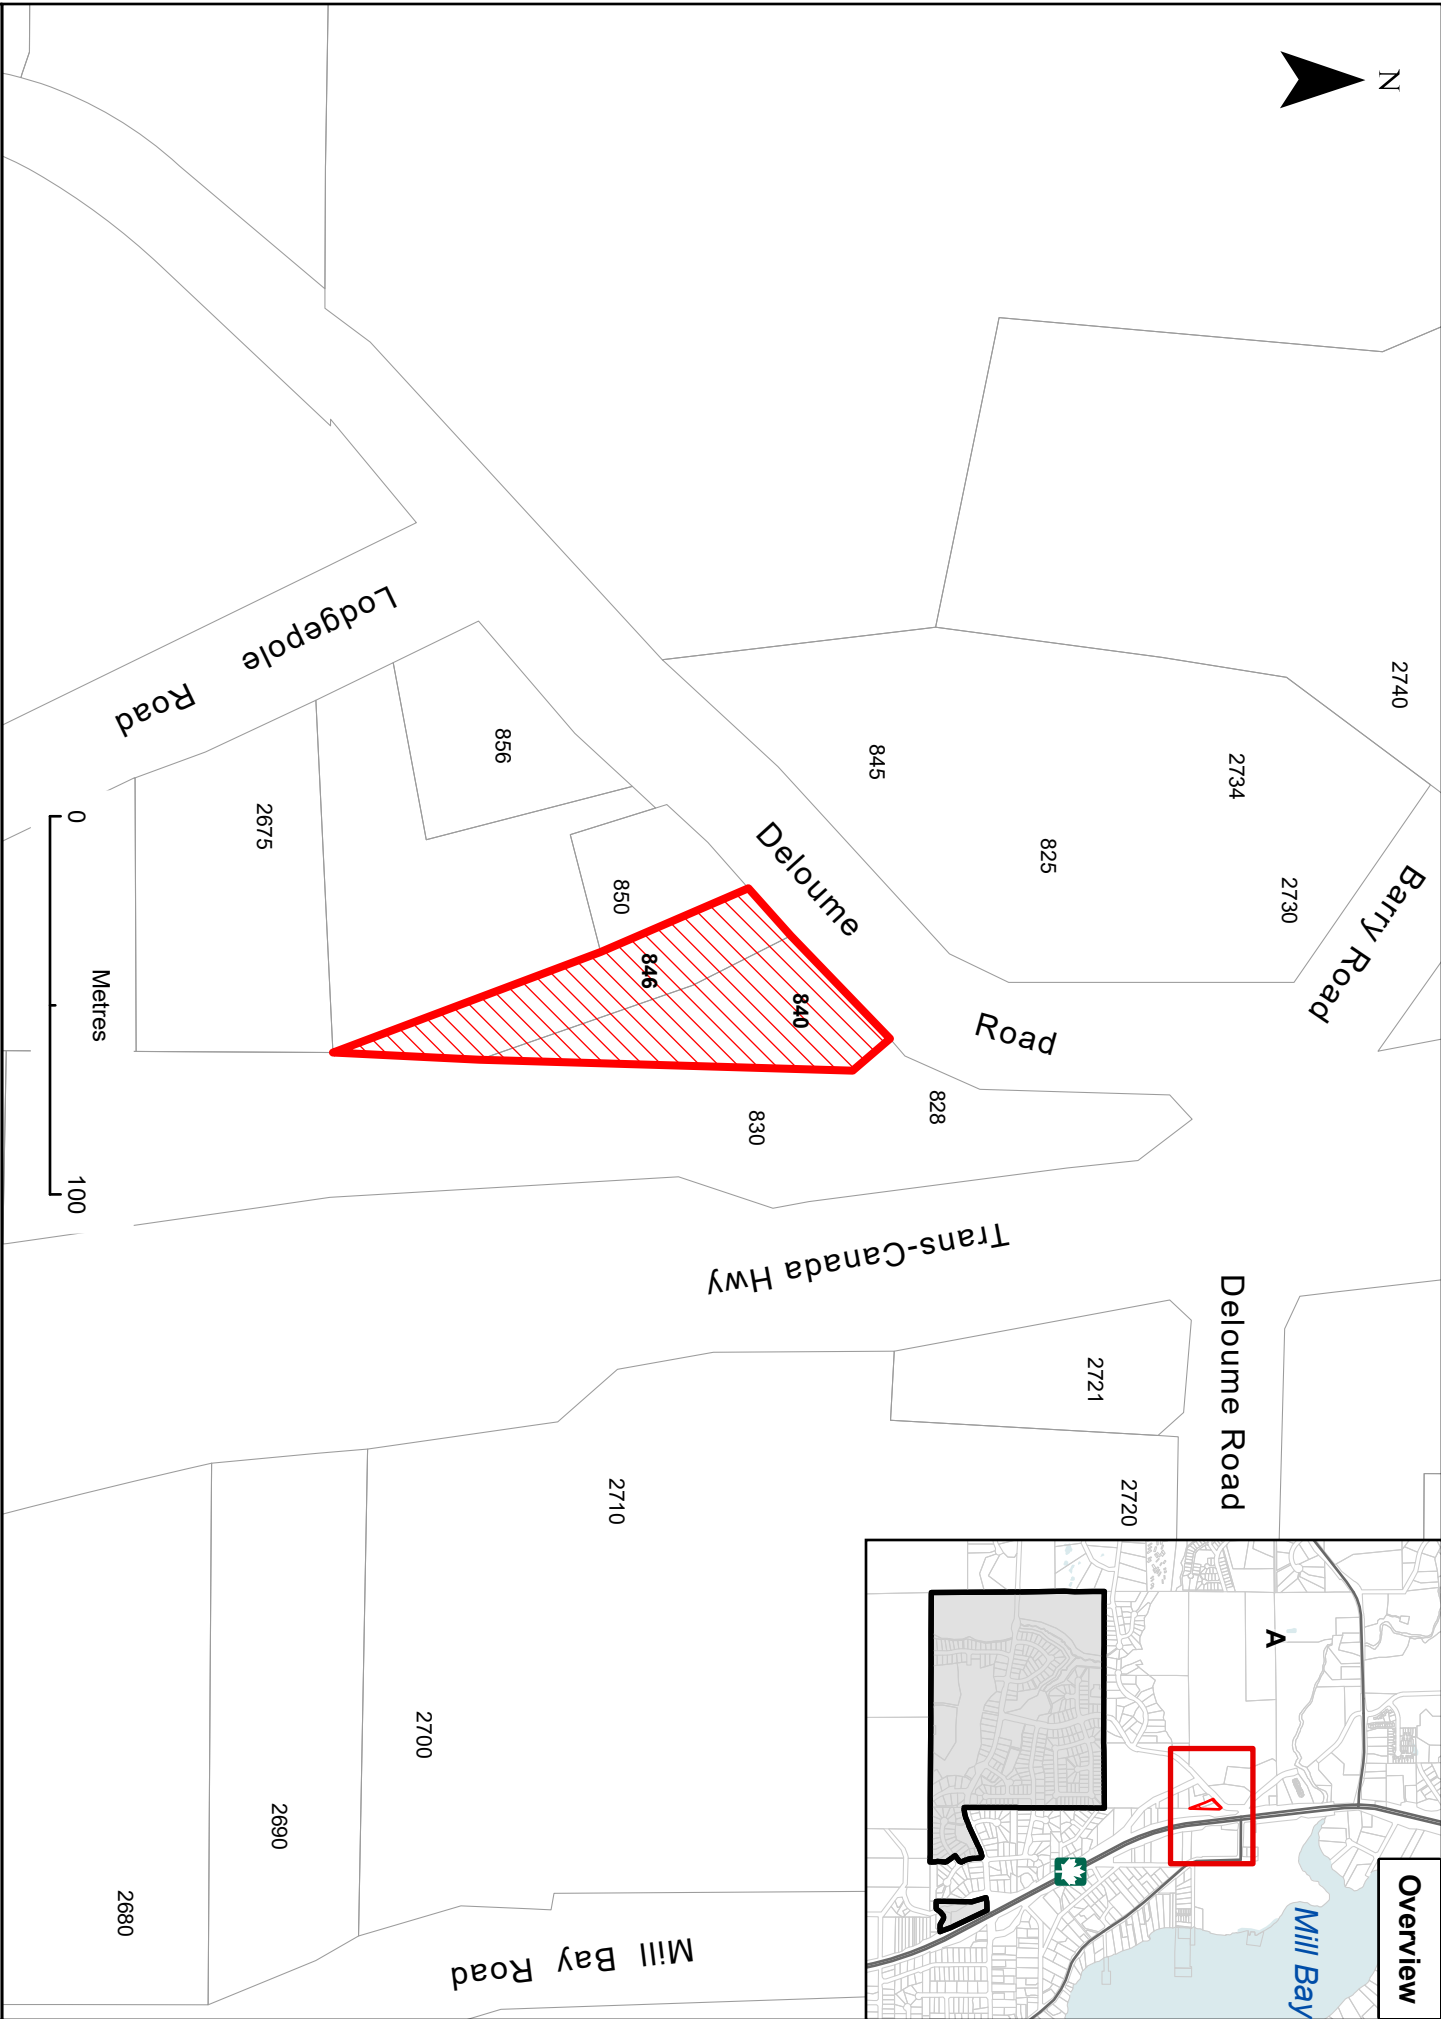 N
2740
Barry Road
2734
2730
845
825
Deloume
Road
Lodgepole
Road
856
850
846
840
828
830
2675
0
100
Metres
Trans-Canada Hwy
Deloume Road
2721
2720
2710
2700
2690
2680
Mill Bay Road
Overview
A
Mill Bay